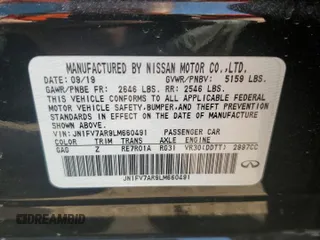 MANUFACTURED BY NISSAN MOTOR CO.,LTD.
DATE: 09/19 GVWR/PNBV: 5159 LBS.
GAWR/PNBE FR: 2646 LBS. RR: 2546 LBS.
THIS VEHICLE CONFORMS TO ALL APPLICABLE FEDERAL MOTOR
VEHICLE SAFETY, BUMPER, AND THEFT PREVENTION
STANDARDS IN EFFECT ON THE DATE OF MANUFACTURE SHOWN
ABOVE.
VIN:JN1FV7AR9LM660491 PASSENGER CAR
COLOR TRIM TRANS AXLE ENGINE
GAG Z RE7R01A RG31 VR30(DDTT) 2997CC
JN1FV7AR9LM660491
DREAMBID